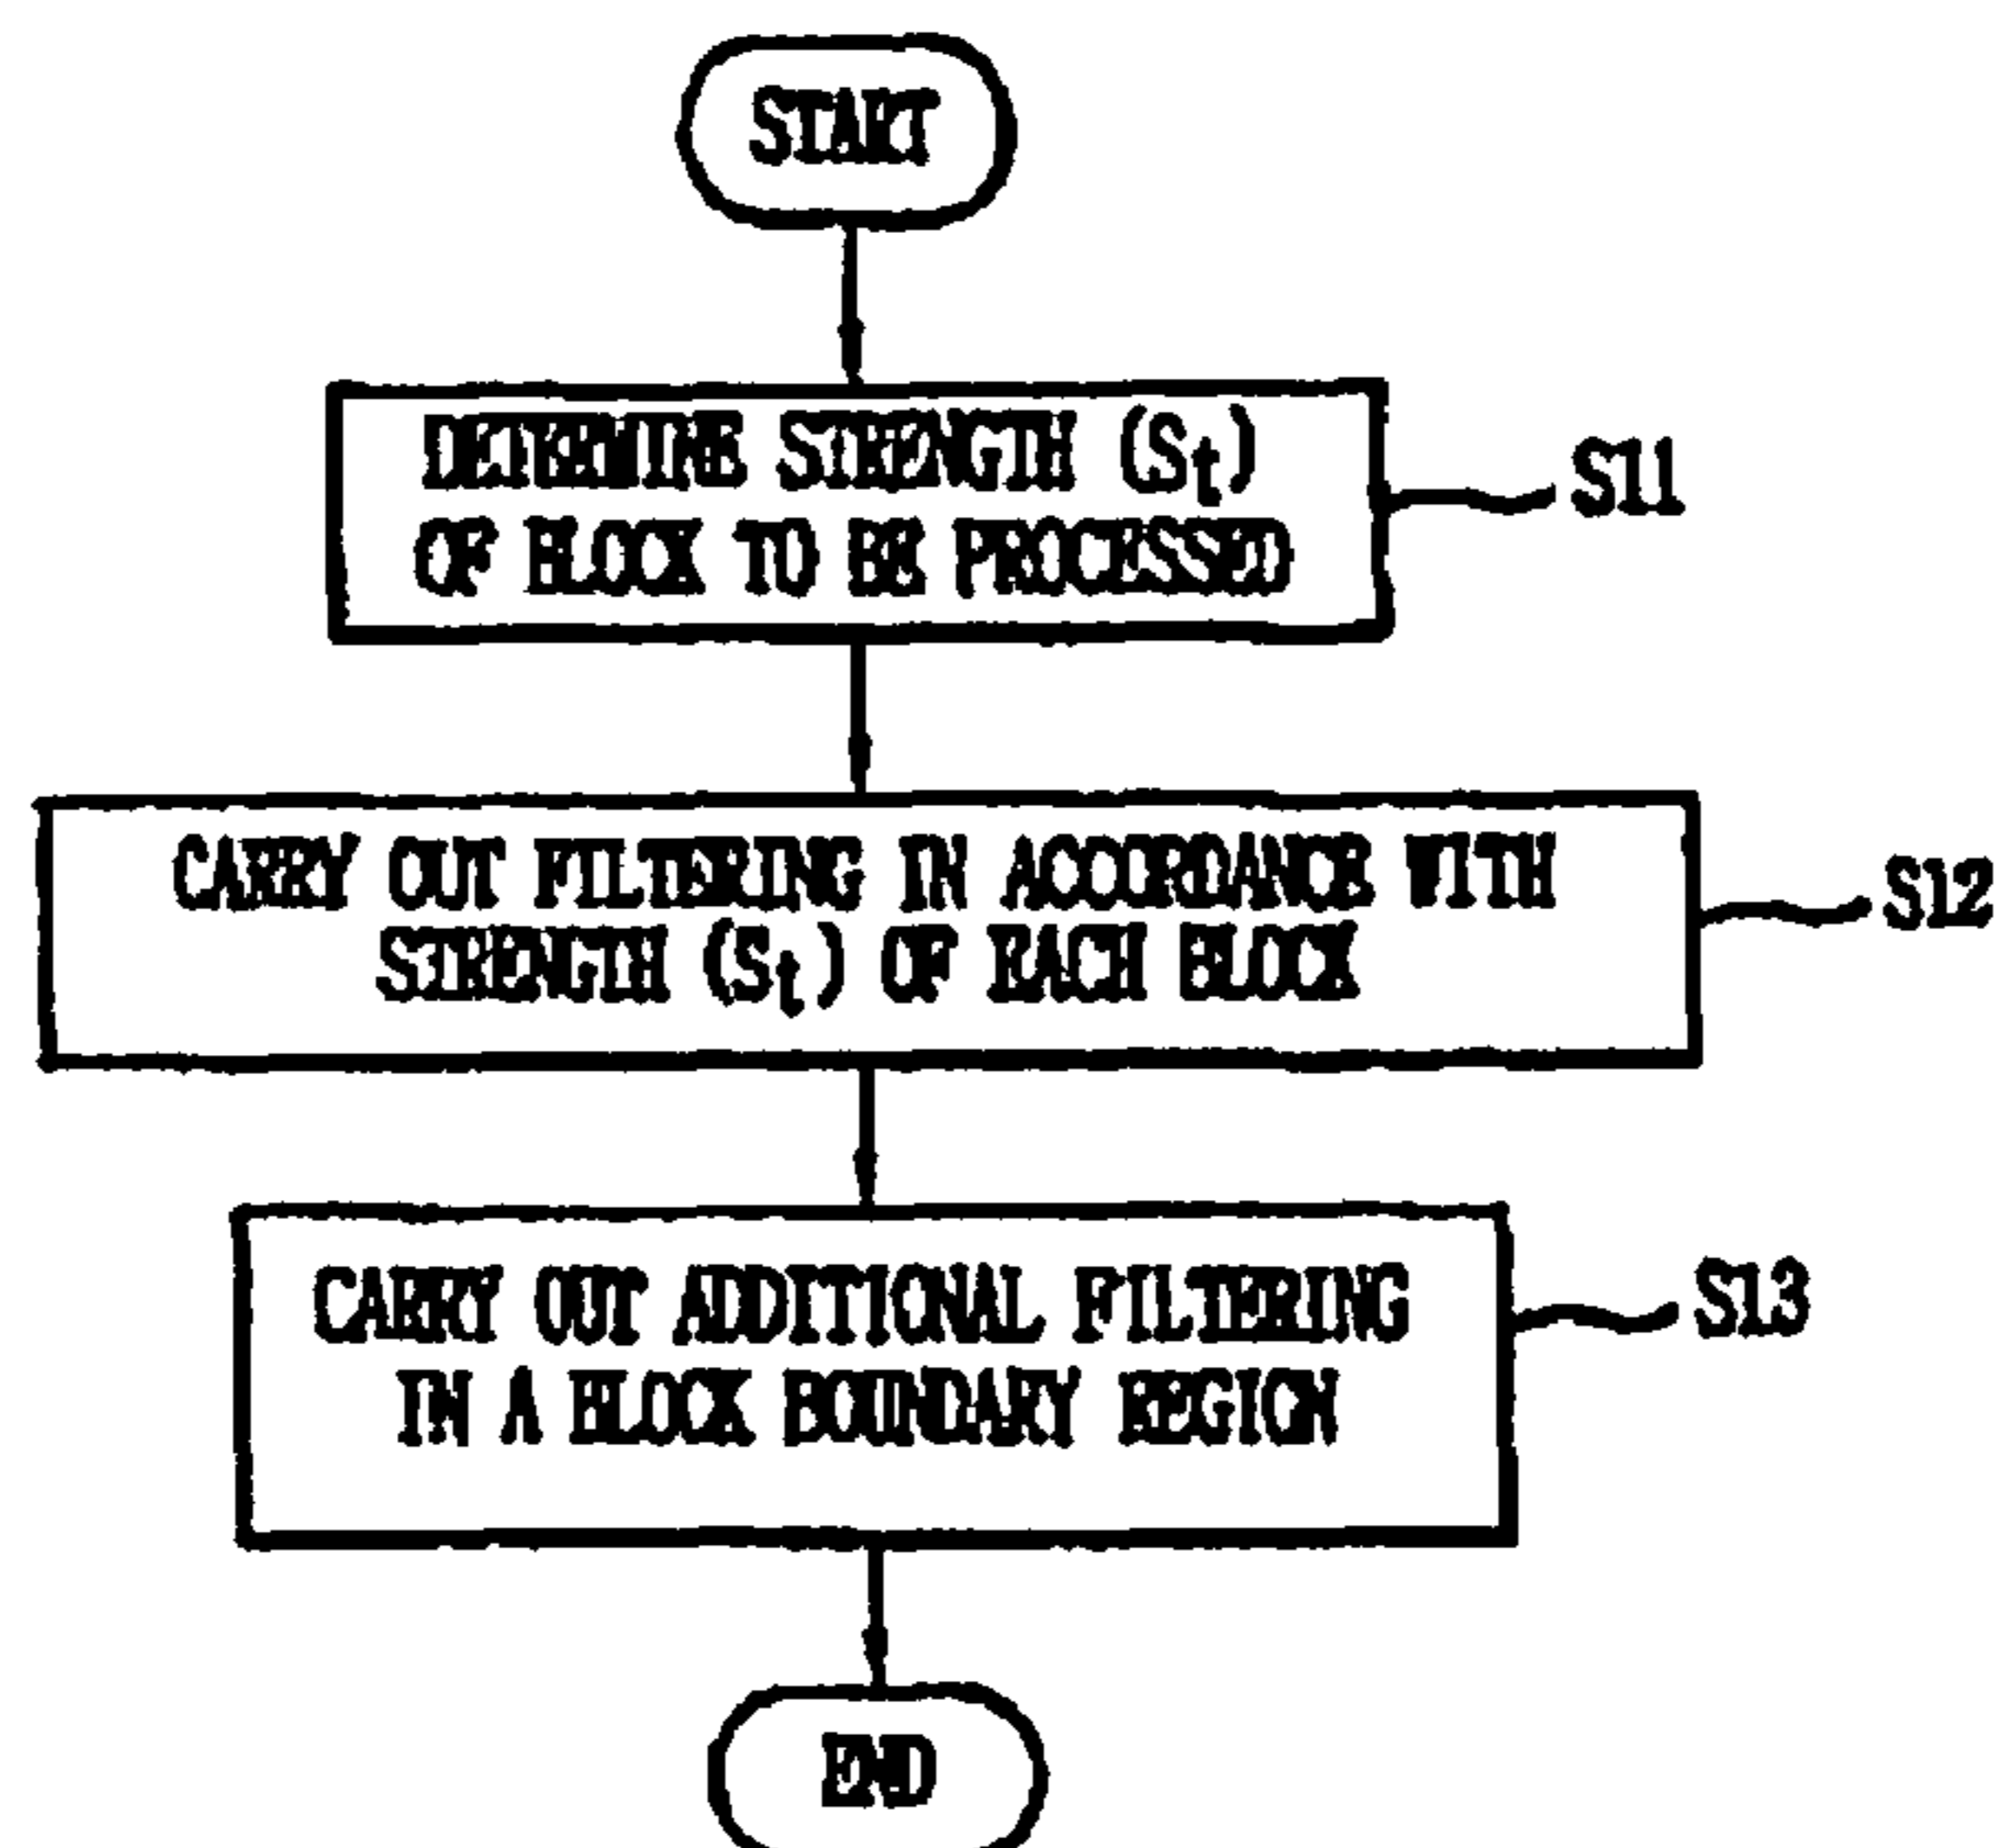 START
DETERMINE STRENGTH (St)
OF BLOCK TO BE PROCESSED
S11
CARRY OUT FILTERING IN ACCORDANCE WITH
STRENGTH (St) OF EACH BLOCK
S12
CARRY OUT ADDITIONAL FILTERING
IN A BLOCK BOUNDARY REGION
S13
END